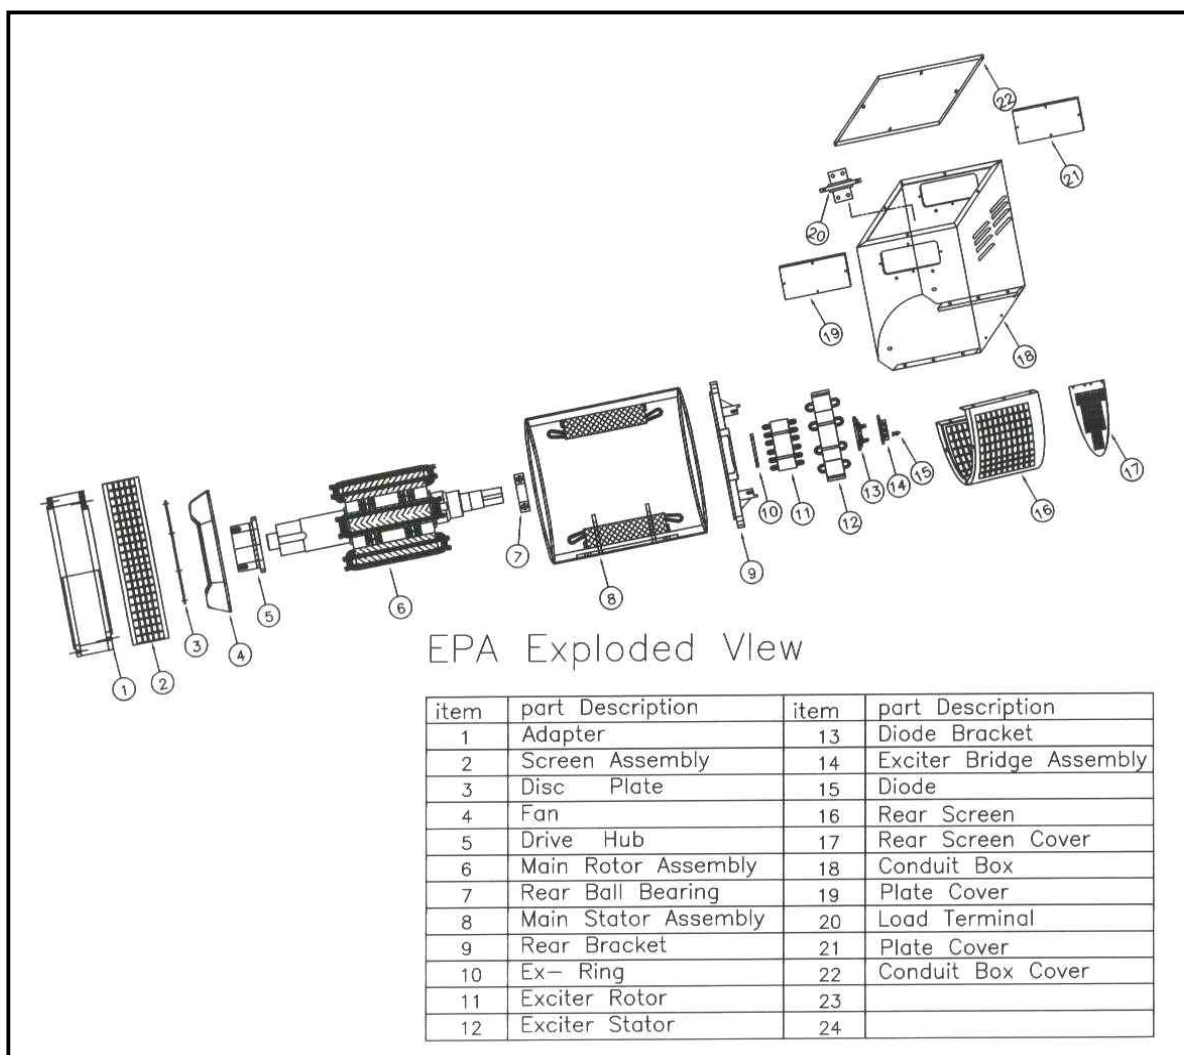 22
21
20
19
18
17
16
15
14
13
12
11
10
9
8
7
6
5
4
3
2
1
EPA Exploded View
item part Description item part Description
1 Adapter 13 Diode Bracket
2 Screen Assembly 14 Exciter Bridge Assembly
3 Disc Plate 15 Diode
4 Fan 16 Rear Screen
5 Drive Hub 17 Rear Screen Cover
6 Main Rotor Assembly 18 Conduit Box
7 Rear Ball Bearing 19 Plate Cover
8 Main Stator Assembly 20 Load Terminal
9 Rear Bracket 21 Plate Cover
10 Ex- Ring 22 Conduit Box Cover
11 Exciter Rotor 23
12 Exciter Stator 24